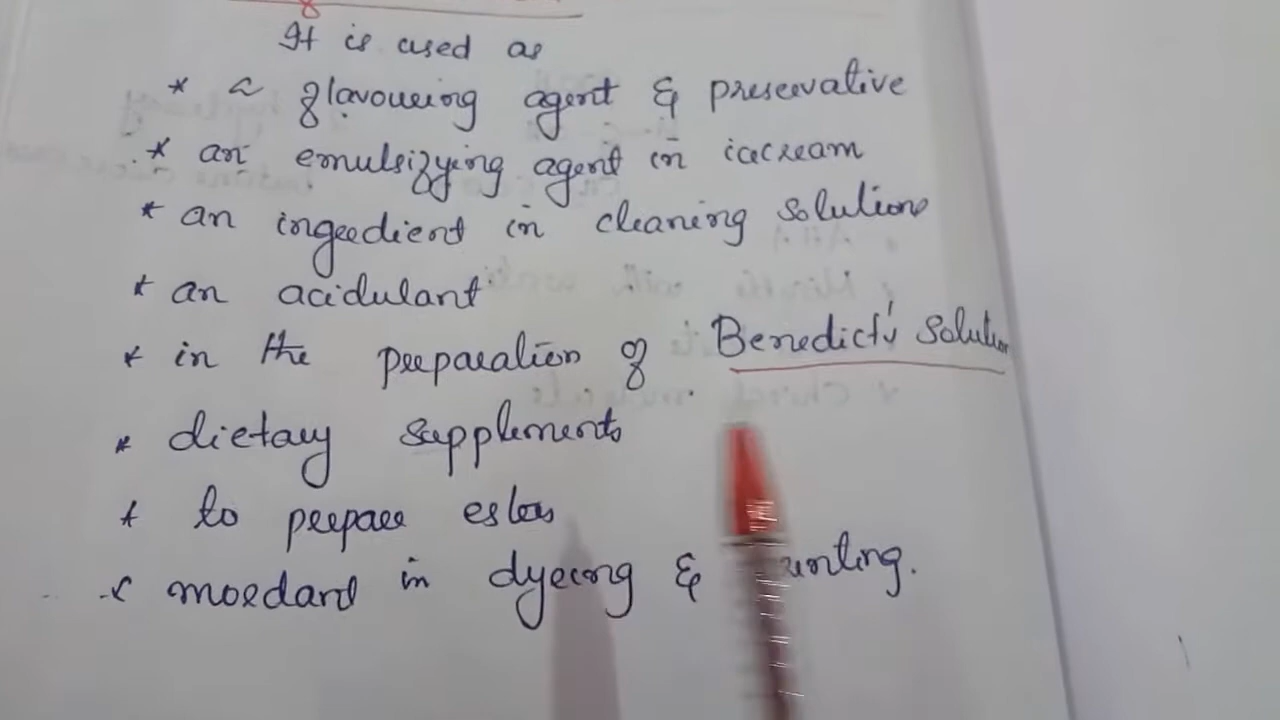 It is used as
* a flavouring agent & preservative
* an emulsifying agent in icecream
* an ingredient in cleaning solutions
* an acidulant
* in the preparation of Benedict's solution
* dietary supplements
* to prepare esters
* mordant in dyeing &